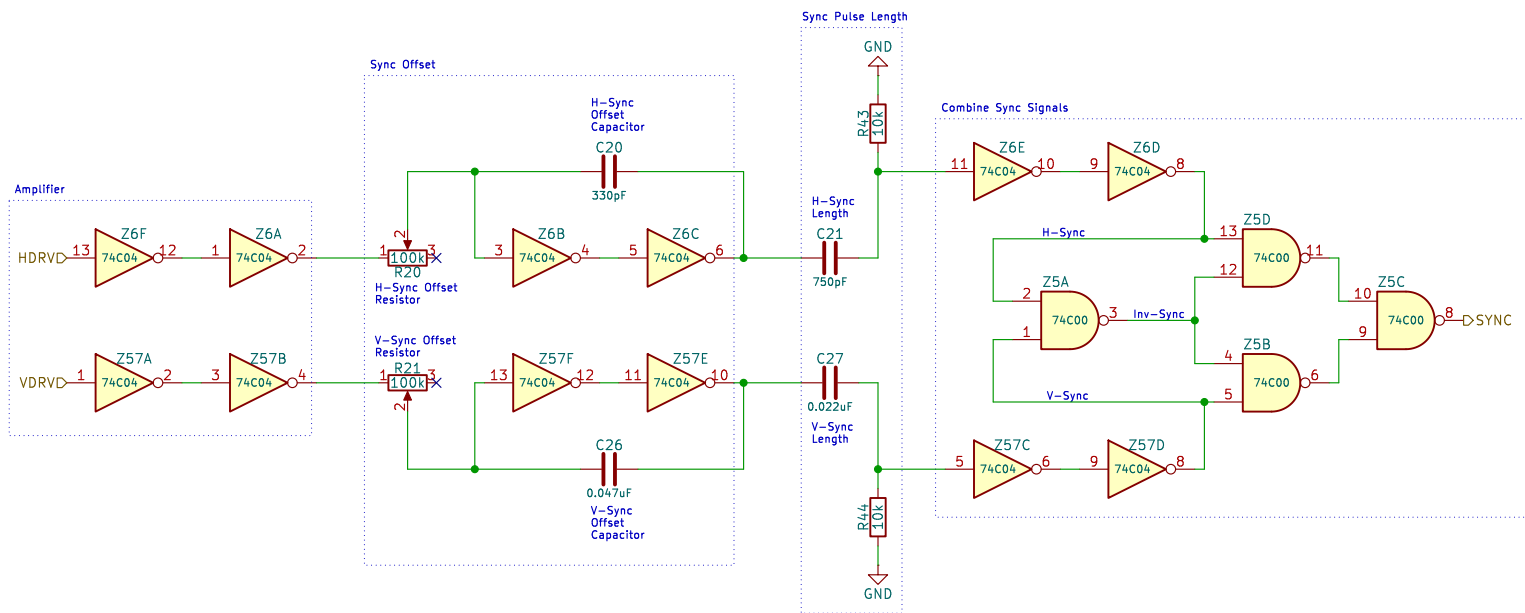 Amplifier
HDRV
13
Z6F
74C04
12
1
Z6A
74C04
2
VDRV
1
Z57A
74C04
2
3
Z57B
74C04
4
Sync Offset
H-Sync
Offset
Capacitor
C20
330pF
2
1
100k
3
R20
H-Sync Offset
Resistor
3
Z6B
74C04
4
5
Z6C
74C04
6
V-Sync Offset
Resistor
R21
1
100k
3
2
13
Z57F
74C04
12
11
Z57E
74C04
10
C26
0.047uF
V-Sync
Offset
Capacitor
Sync Pulse Length
GND
R43
10k
H-Sync
Length
C21
750pF
C27
0.022uF
V-Sync
Length
R44
10k
GND
Combine Sync Signals
11
Z6E
74C04
10
9
Z6D
74C04
8
H-Sync
2
1
Z5A
74C00
3
Inv-Sync
13
12
Z5D
74C00
11
4
5
Z5B
74C00
6
V-Sync
10
9
Z5C
74C00
8
SYNC
5
Z57C
74C04
6
9
Z57D
74C04
8